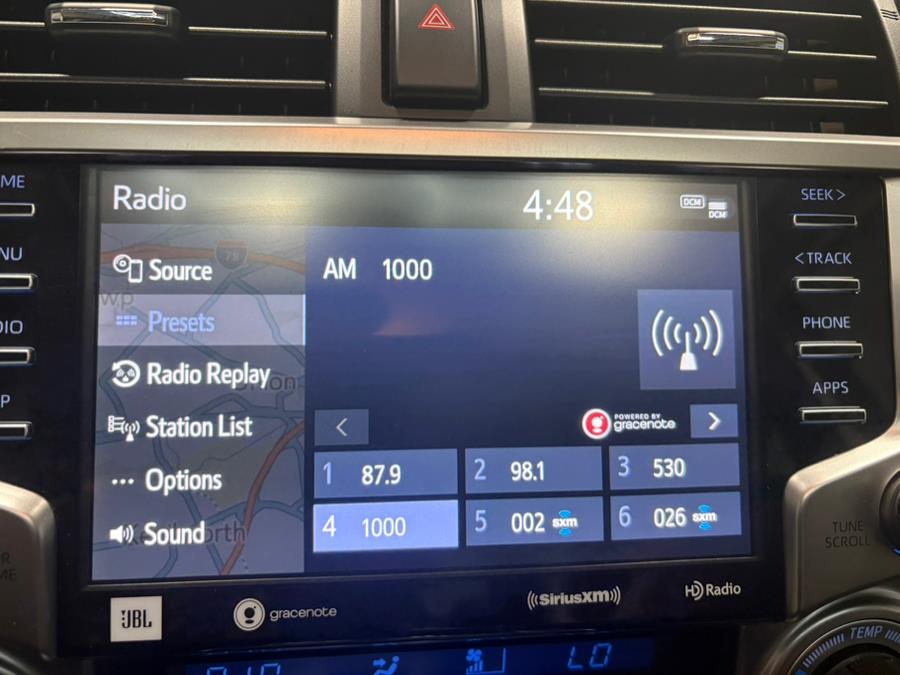 Radio
4:48
DCM
DCM
SEEK >
< TRACK
PHONE
APPS
Source
Presets
Radio Replay
Station List
Options
Sound
AM 1000
78
POWERED BY
gracenote
1 87.9
2 98.1
3 530
4 1000
5 002 sxm
6 026 sxm
JBL
gracenote
SiriusXM
HD Radio
TUNE
SCROLL
TEMP
LO